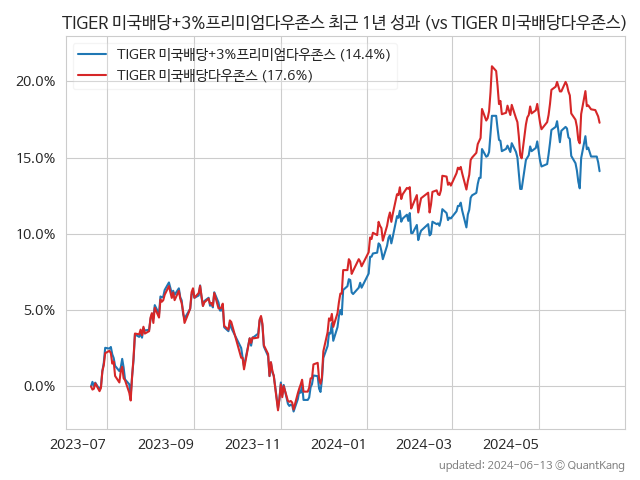 TIGER 미국배당+3%프리미엄다우존스 최근 1년 성과 (vs TIGER 미국배당다우존스)
TIGER 미국배당+3%프리미엄다우존스 (14.4%)
TIGER 미국배당다우존스 (17.6%)
20.0%
15.0%
10.0%
5.0%
0.0%
2023-07
2023-09
2023-11
2024-01
2024-03
2024-05
updated: 2024-06-13 ⓒ QuantKang